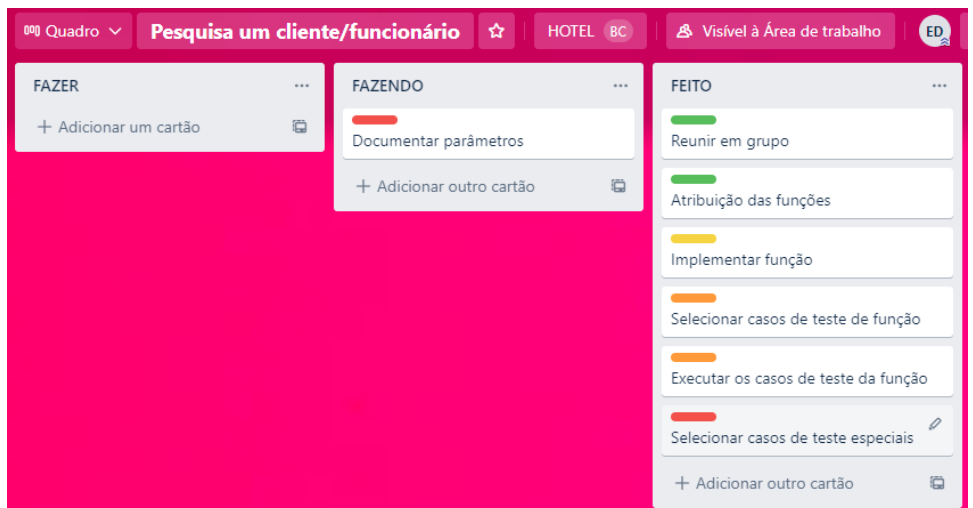 Quadro
Pesquisa um cliente/funcionário
HOTEL BC
Visível à Área de trabalho
ED
FAZER
+ Adicionar um cartão
FAZENDO
Documentar parâmetros
+ Adicionar outro cartão
FEITO
Reunir em grupo
Atribuição das funções
Implementar função
Selecionar casos de teste de função
Executar os casos de teste da função
Selecionar casos de teste especiais
+ Adicionar outro cartão